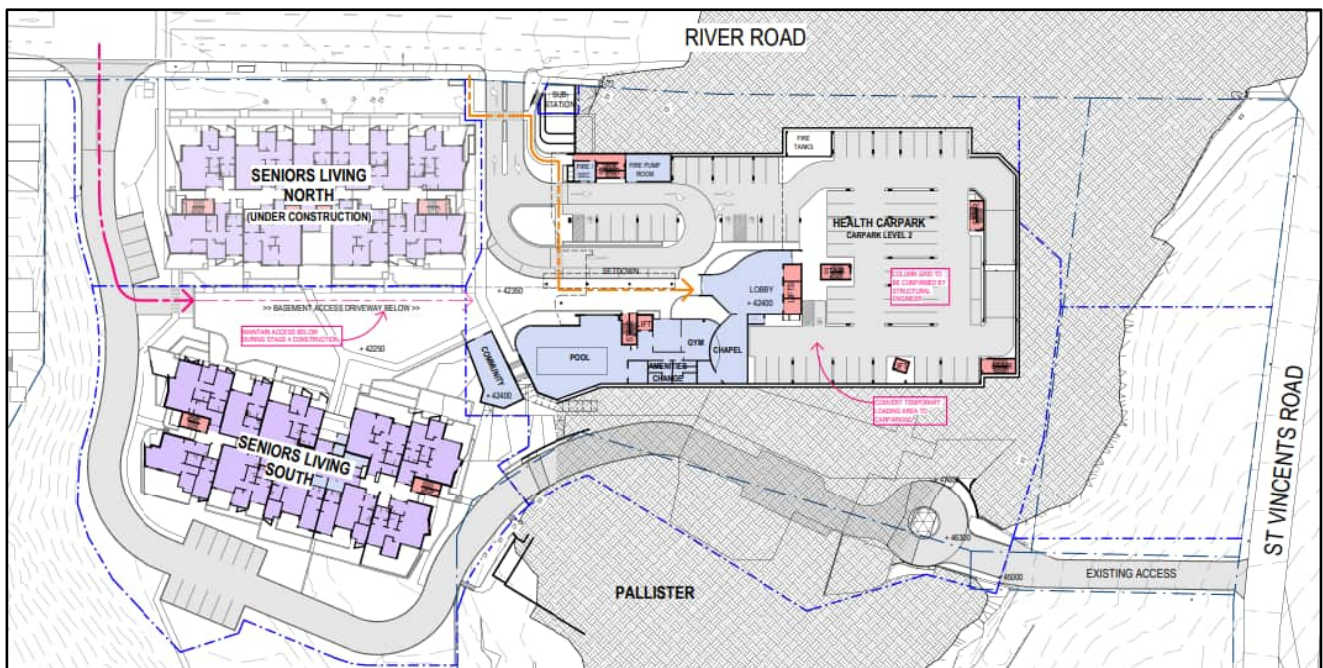 RIVER ROAD
SUB-
STATION
SENIORS LIVING
NORTH
(UNDER CONSTRUCTION)
FIRE
TANKS
FIRE PUMP
ROOM
HEALTH CARPARK
CARPARK LEVEL 2
STAIR
COLUMN GRID TO
BE CONFIRMED BY
STRUCTURAL
ENGINEER
SETDOWN
LOBBY
+ 42400
+ 42350
>> BASEMENT ACCESS DRIVEWAY BELOW >>
MAINTAIN ACCESS BELOW
DURING STAGE 4 CONSTRUCTION.
+ 42250
LIFT
GYM
CHAPEL
POOL
AMENITIES
CHANGE
COMMUNITY
+ 42400
LIFT
CONVERT TEMPORARY
LOADING AREA TO
CARPARKING
SENIORS LIVING
SOUTH
+ 46300
+ 46000
EXISTING ACCESS
PALLISTER
ST VINCENTS ROAD